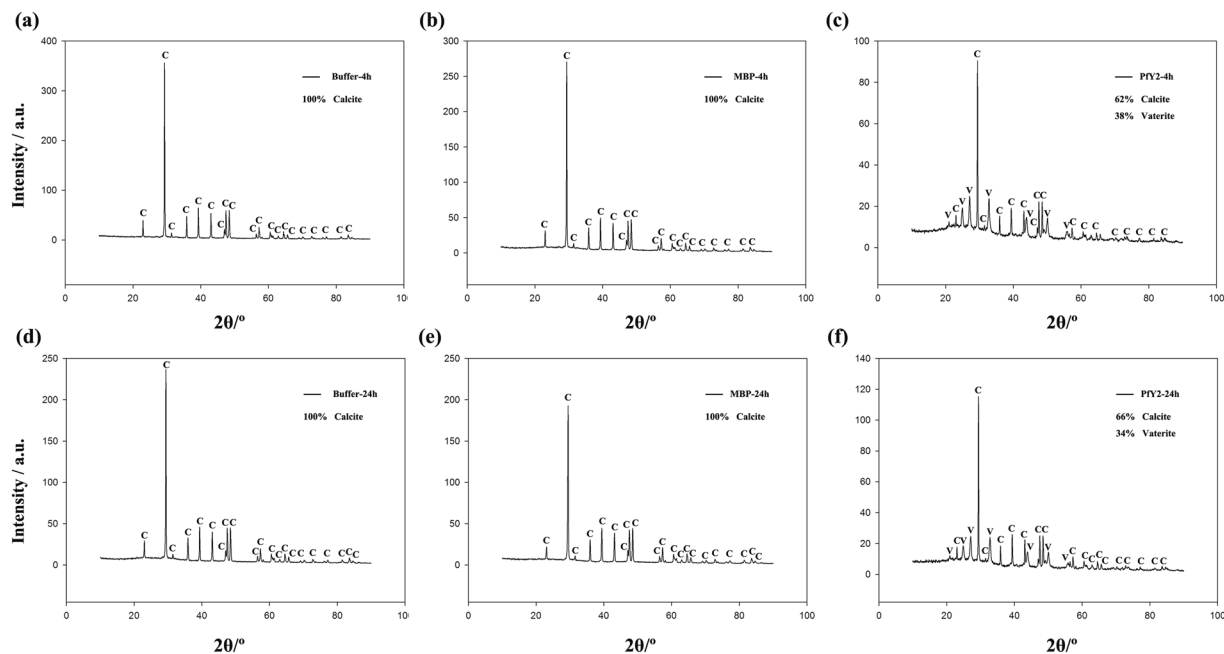 (a)
Intensity / a.u.
400
300
200
100
0
C
Buffer-4h
100% Calcite
C C C C C C C C
C C C C C C C C C C C C
0 20 40 60 80
2θ/º
(b)
300
250
200
150
100
50
0
C
MBP-4h
100% Calcite
C C C C C C C C
C C C C C C C C C C C C
0 20 40 60 80 100
2θ/º
(c)
100
80
60
40
20
0
C
PfY2-4h
62% Calcite
38% Vaterite
V C V V C V C C C V C C C V
V C C C C C C C C C C C
0 20 40 60 80 100
2θ/º
(d)
Intensity / a.u.
250
200
150
100
50
0
C
Buffer-24h
100% Calcite
C C C C C C C C
C C C C C C C C C C C C C
0 20 40 60 80 100
2θ/º
(e)
250
200
150
100
50
0
C
MBP-24h
100% Calcite
C C C C C C C C
C C C C C C C C C C C C C
0 20 40 60 80 100
2θ/º
(f)
140
120
100
80
60
40
20
0
C
PfY2-24h
66% Calcite
34% Vaterite
V C V V C V C C C V C C V
V C C C C C C C C C C
0 20 40 60 80 100
2θ/º